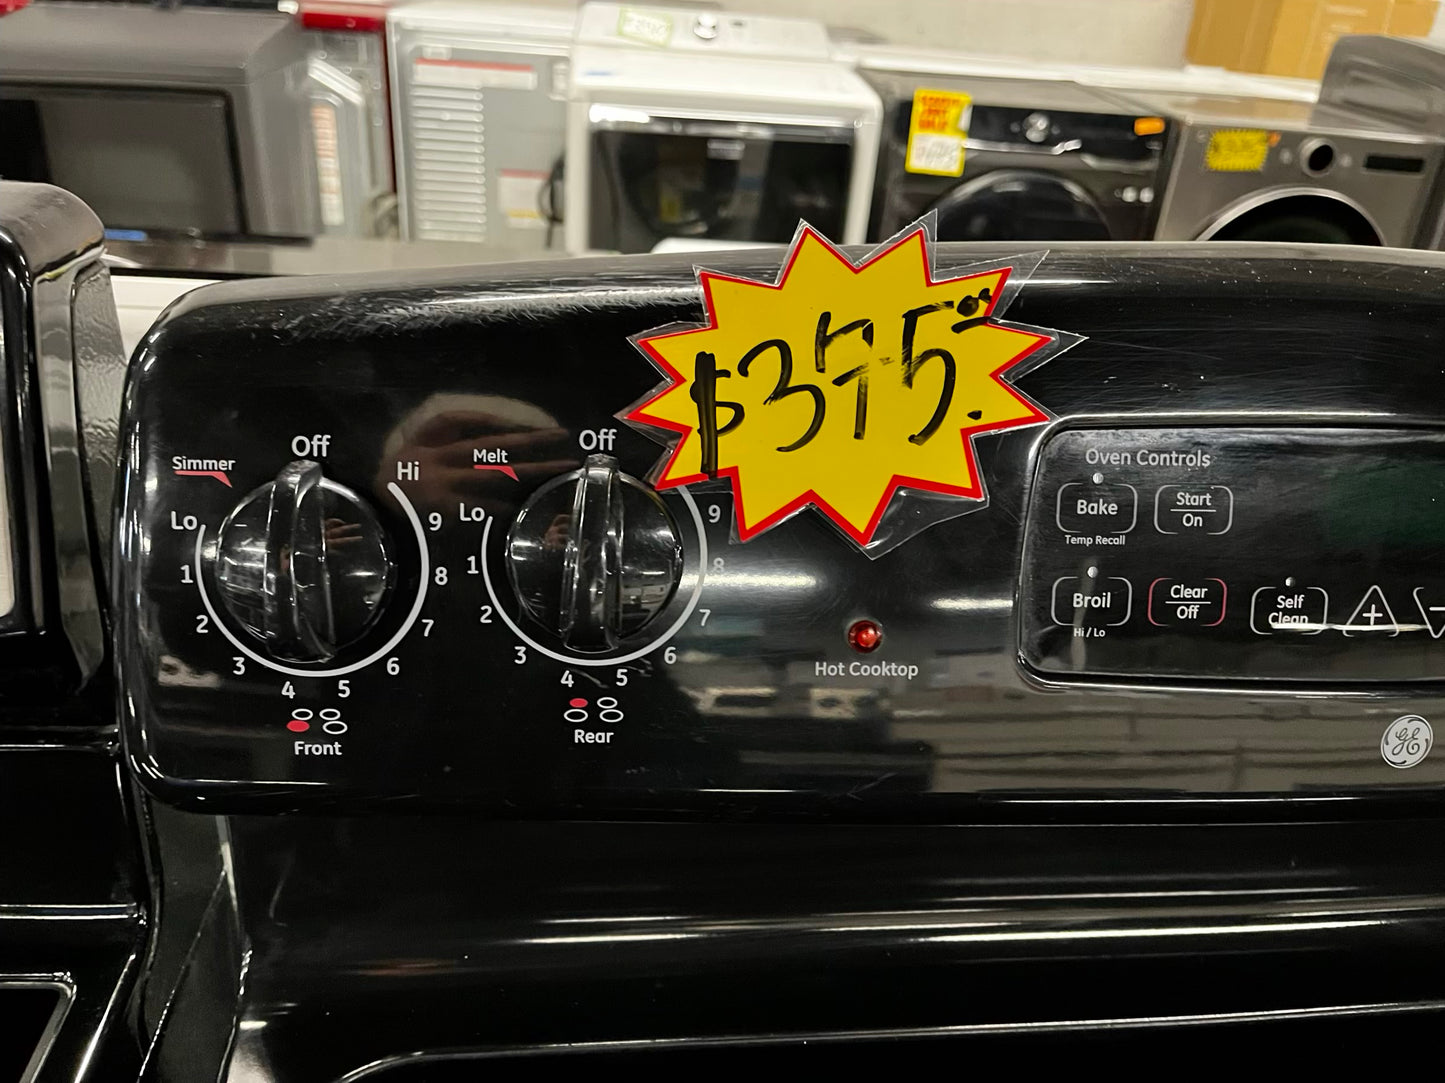 $375.00
Off
Simmer
Hi
Lo
9
1
8
2
7
3
6
4
5
Front
Off
Melt
Lo
9
1
8
2
7
3
6
4
5
Rear
Hot Cooktop
Oven Controls
Bake
Start
On
Temp Recall
Broil
Clear
Off
Self
Clean
+
Hi / Lo
GE